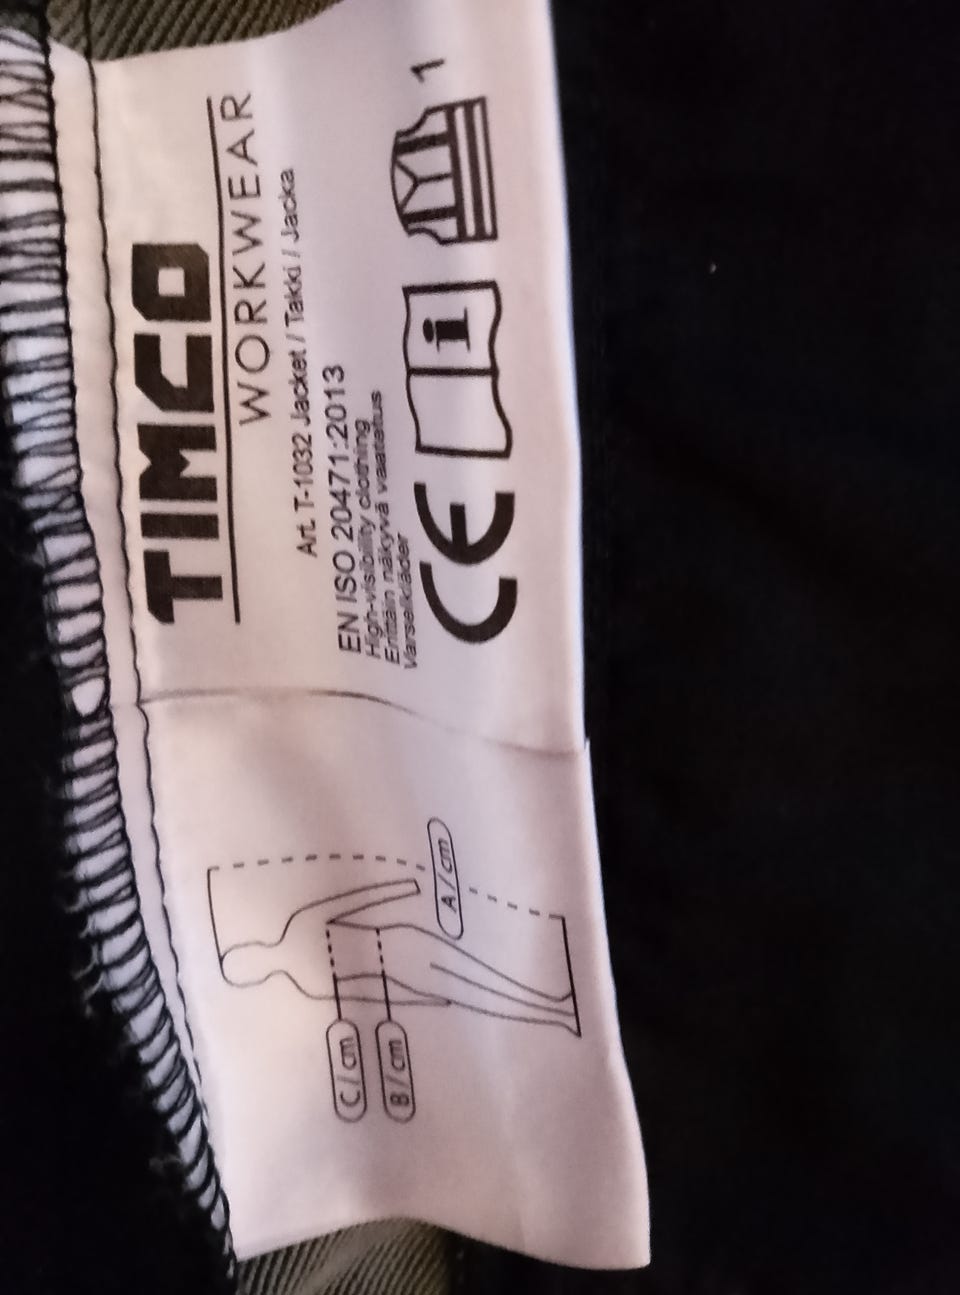 TIMCO
WORKWEAR
Art. T-1032 Jacket / Takki / Jacka
EN ISO 20471:2013
High-visibility clothing
Erittäin näkyvä vaatetus
Varselkläder
CE
i
1
C / cm
B / cm
A / cm